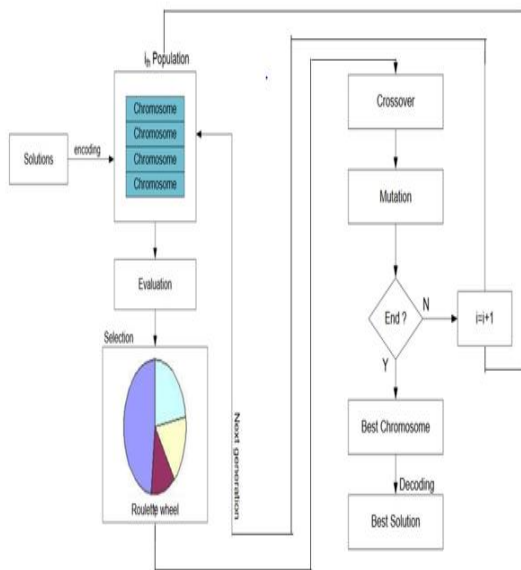 ith Population
Chromosome
Chromosome
Chromosome
Chromosome
Solutions
encoding
Evaluation
Selection
Roulette wheel
Next generation
Crossover
Mutation
End ?
N
Y
i=i+1
Best Chromosome
Decoding
Best Solution